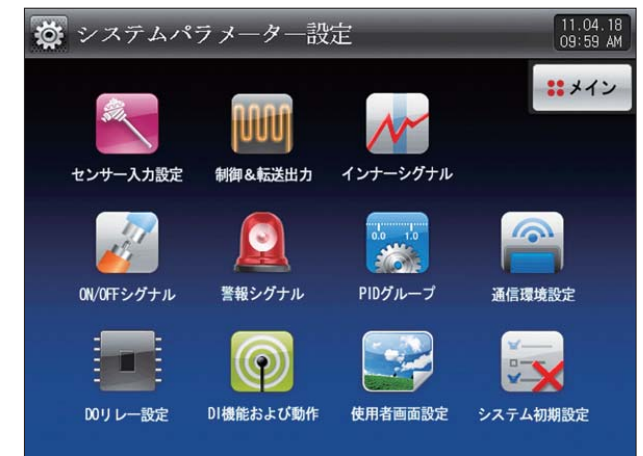 システムパラメーター設定
11.04.18
09:59 AM
メイン
センサー入力設定
制御&転送出力
インナーシグナル
0.0 1.0
ON/OFFシグナル
警報シグナル
PIDグループ
通信環境設定
DOリレー設定
DI機能および動作
使用者画面設定
システム初期設定